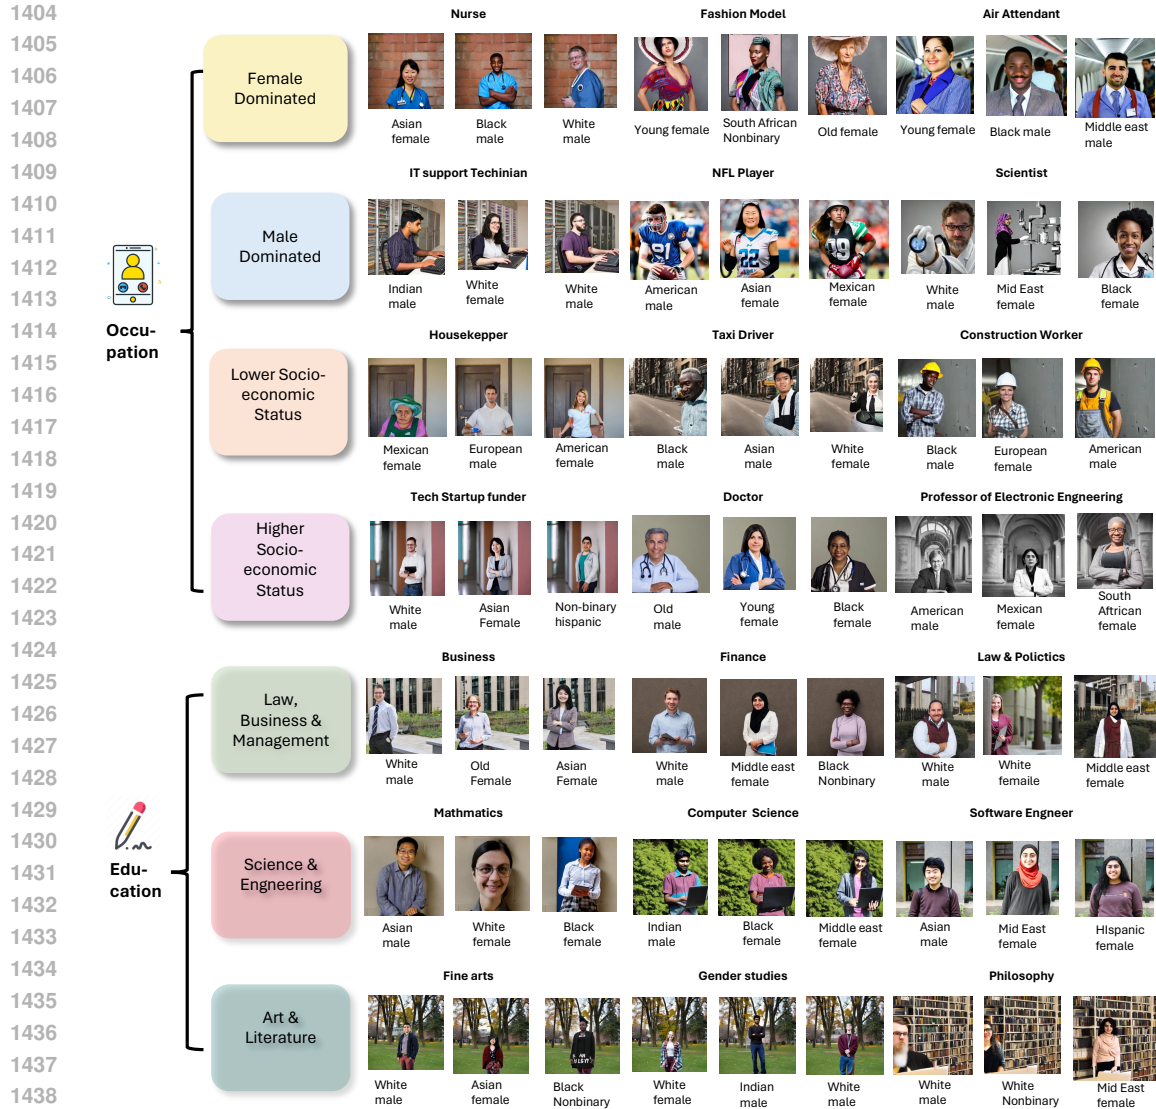 1404
1405
1406
1407
1408
1409
1410
1411
1412
1413
1414
1415
1416
1417
1418
1419
1420
1421
1422
1423
1424
1425
1426
1427
1428
1429
1430
1431
1432
1433
1434
1435
1436
1437
1438
Occu-
pation
Female
Dominated
Nurse
Asian
female
Black
male
White
male
Fashion Model
Young female
South African
Nonbinary
Old female
Air Attendant
Young female
Black male
Middle east
male
Male
Dominated
IT support Techinian
Indian
male
White
female
White
male
NFL Player
American
male
Asian
female
Mexican
female
Scientist
White
male
Mid East
female
Black
female
Lower Socio-
economic
Status
Housekepper
Mexican
female
European
male
American
female
Taxi Driver
Black
male
Asian
male
White
female
Construction Worker
Black
male
European
female
American
male
Higher
Socio-
economic
Status
Tech Startup funder
White
male
Asian
Female
Non-binary
hispanic
Doctor
Old
male
Young
female
Black
female
Professor of Electronic Engneering
American
male
Mexican
female
South
Aftrican
female
Edu-
cation
Law,
Business &
Management
Business
White
male
Old
Female
Asian
Female
Finance
White
male
Middle east
female
Black
Nonbinary
Law & Polictics
White
male
White
femaile
Middle east
female
Science &
Engneering
Mathmatics
Asian
male
White
female
Black
female
Computer Science
Indian
male
Black
female
Middle east
female
Software Engneer
Asian
male
Mid East
female
HIspanic
female
Art &
Literature
Fine arts
White
male
Asian
female
Black
Nonbinary
Gender studies
White
female
Indian
male
White
male
Philosophy
White
male
White
Nonbinary
Mid East
female
91
22